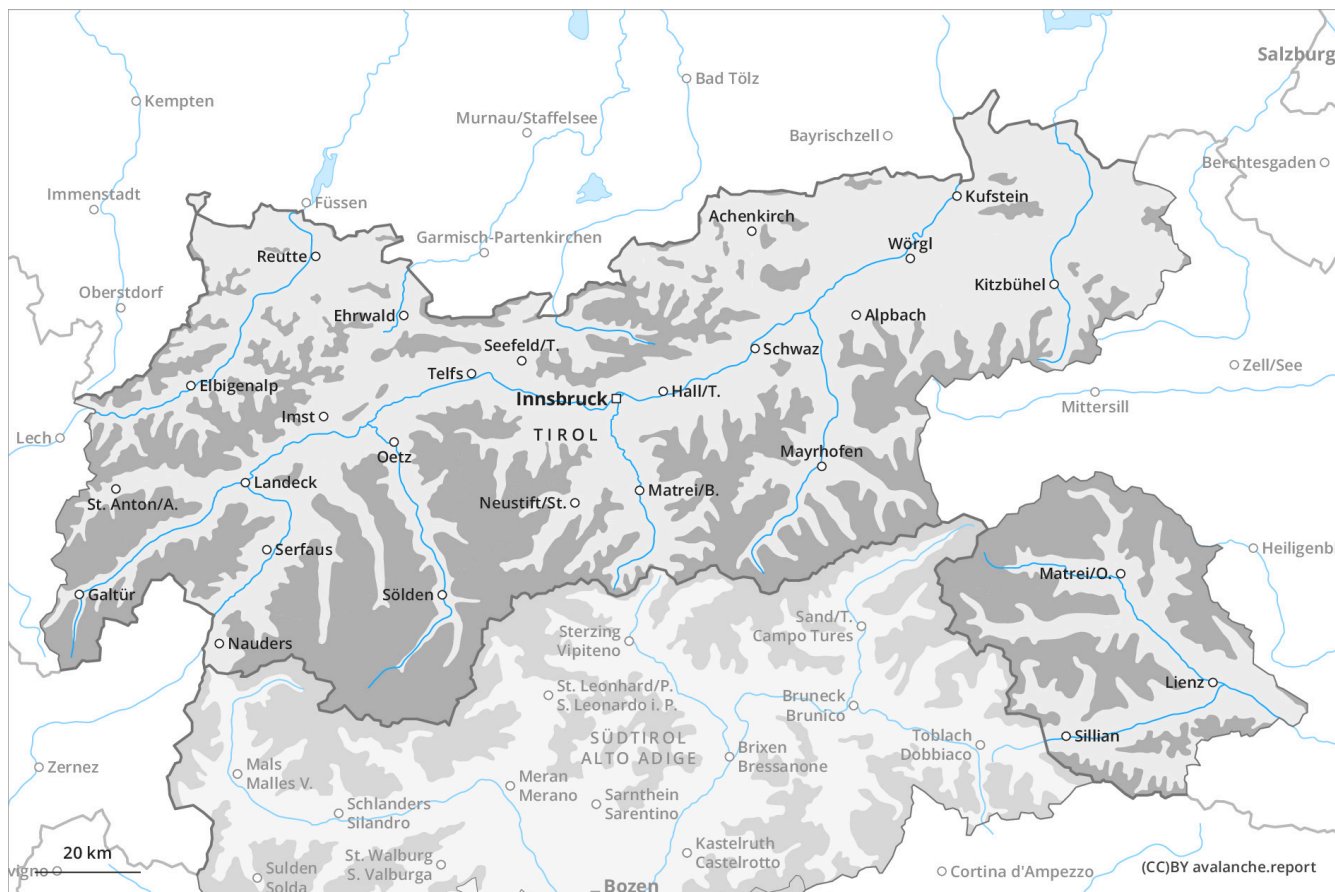 Salzburg
Bad Tölz
Kempten
Murnau/Staffelsee
Bayrischzell
Berchtesgaden
Immenstadt
Füssen
Kufstein
Achenkirch
Garmisch-Partenkirchen
Wörgl
Reutte
Oberstdorf
Kitzbühel
Ehrwald
Alpbach
Seefeld/T.
Schwaz
Zell/See
Telfs
Elbigenalp
Innsbruck
Hall/T.
Mittersill
Imst
TIROL
Lech
Oetz
Mayrhofen
Landeck
St. Anton/A.
Neustift/St.
Matrei/B.
Serfaus
Heiligenb
Matrei/O.
Galtür
Sölden
Sand/T.
Campo Tures
Sterzing
Vipiteno
Nauders
Lienz
St. Leonhard/P.
S. Leonardo i. P.
Bruneck
Brunico
Sillian
SÜDTIROL
ALTO ADIGE
Toblach
Dobbiaco
Brixen
Bressanone
Zernez
Mals
Malles V.
Meran
Merano
Sarnthein
Sarentino
Schlanders
Silandro
Kastelruth
Castelrotto
20 km
St. Walburg
S. Valburga
vigno
Sulden
Solda
Cortina d'Ampezzo
(CC)BY avalanche.report
Bozen